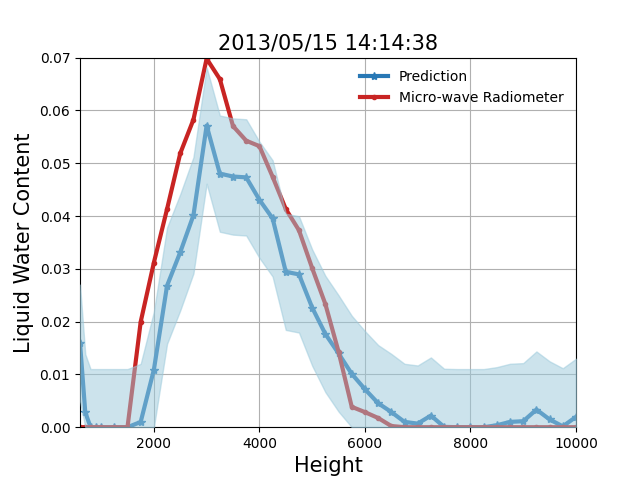 2013/05/15 14:14:38
Prediction
Micro-wave Radiometer
Liquid Water Content
0.07
0.06
0.05
0.04
0.03
0.02
0.01
0.00
2000 4000 6000 8000 10000
Height